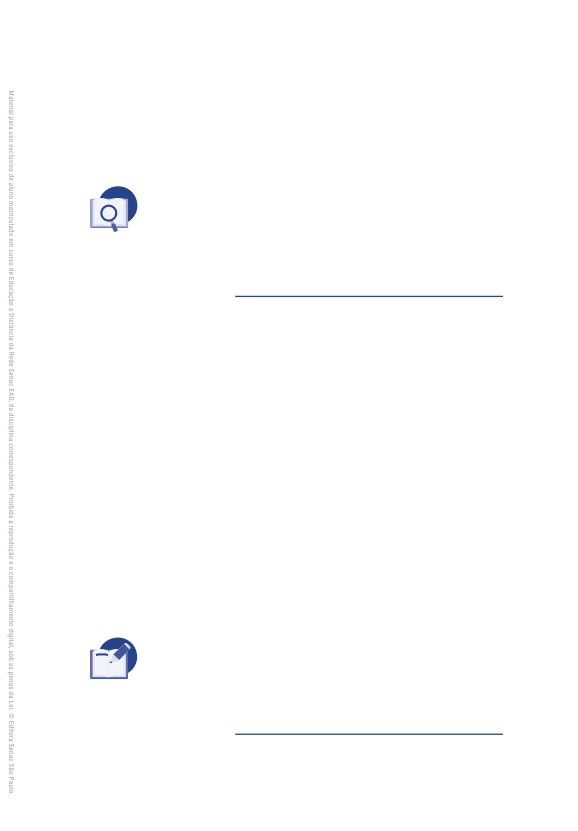 Material para uso exclusivo de aluno matriculado em curso de Educação a Distância da Rede Senac EAD, da disciplina correspondente. Proibida a reprodução e o compartilhamento digital, sob as penas da Lei. © Editora Senac São Paulo.